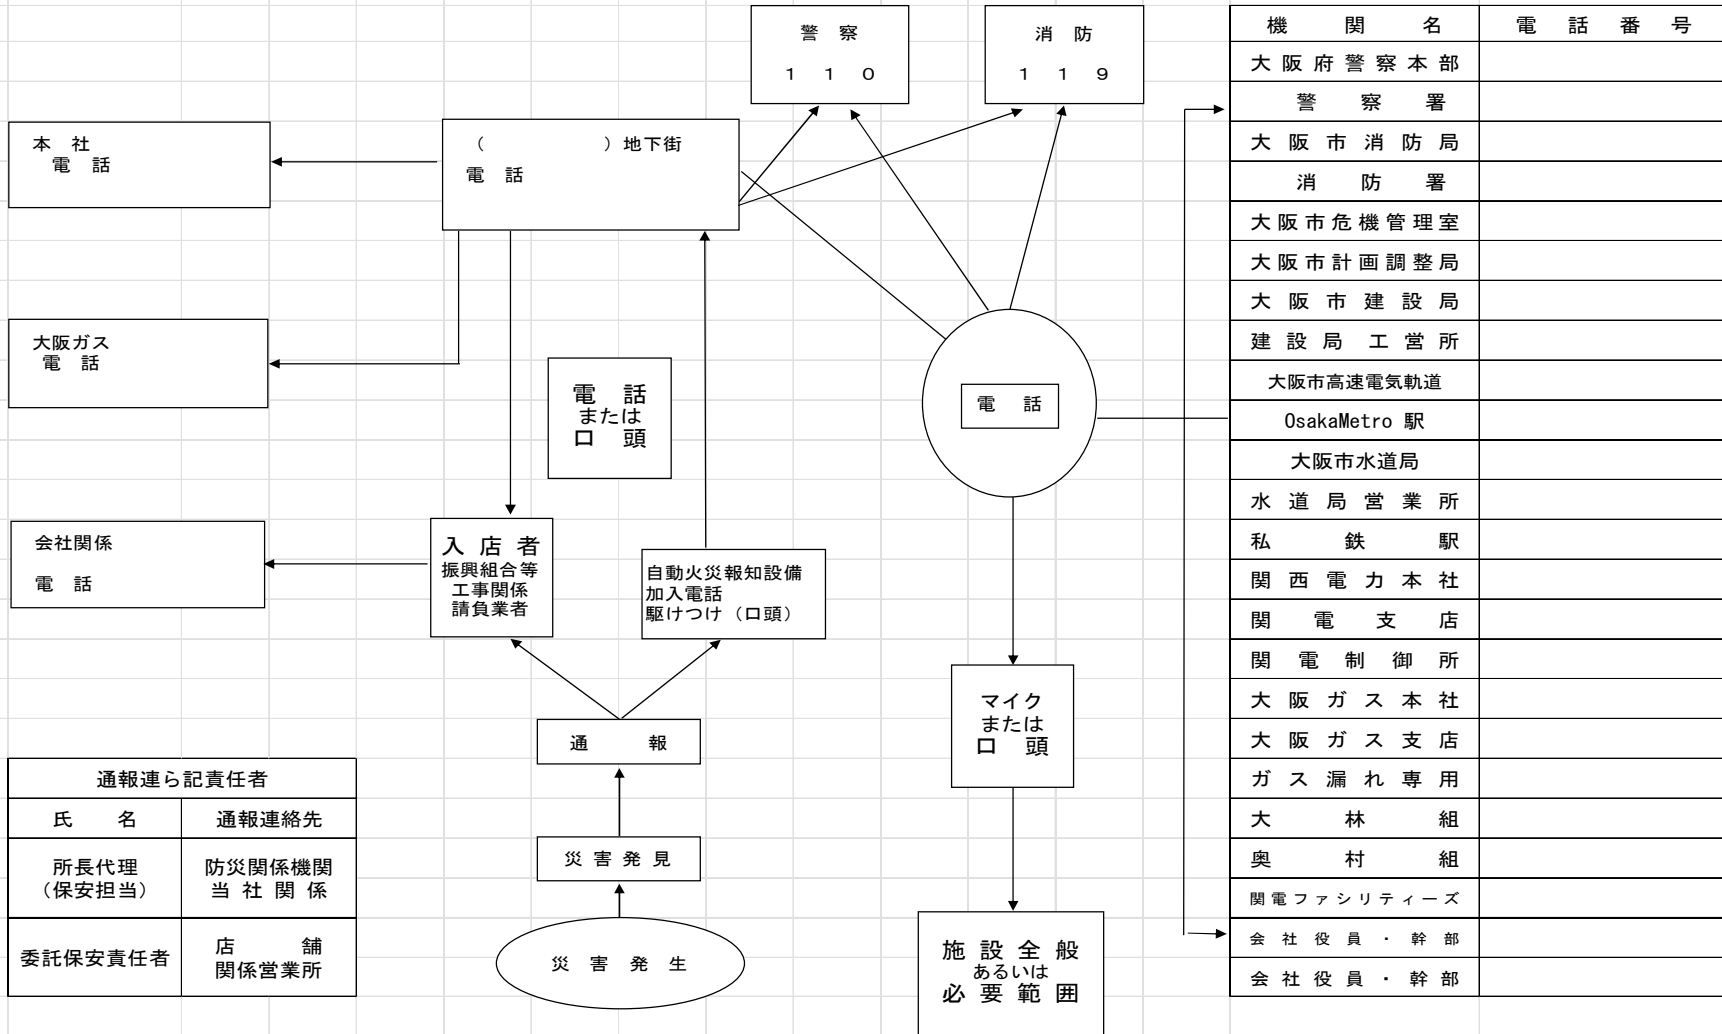 警　察
１　１　０
消　防
１　１　９
本　社
電　話
（　　　　　　）地下街
電　話
大阪ガス
電　話
電　話
または
口　頭
電　話
会社関係
電　話
入 店 者
振興組合等
工事関係
請負業者
自動火災報知設備
加入電話
駆けつけ（口頭）
マイク
または
口　頭
通　　報
災 害 発 見
災　害　発　生
施 設 全 般
あるいは
必 要 範 囲
通報連ら記責任者
氏　　名　通報連絡先
所長代理　防災関係機関
（保安担当）　当 社 関 係
委託保安責任者　店　　　舗
関係営業所
機　関　名　電　話　番　号
大阪府警察本部
警　察　署
大阪市消防局
消　防　署
大阪市危機管理室
大阪市計画調整局
大阪市建設局
建設局　工営所
大阪市高速電気軌道
OsakaMetro 駅
大阪市水道局
水道局営業所
私　鉄　駅
関西電力本社
関電支店
関電制御所
大阪ガス本社
大阪ガス支店
ガス漏れ専用
大　林　組
奥　村　組
関電ファシリティーズ
会社役員・幹部
会社役員・幹部